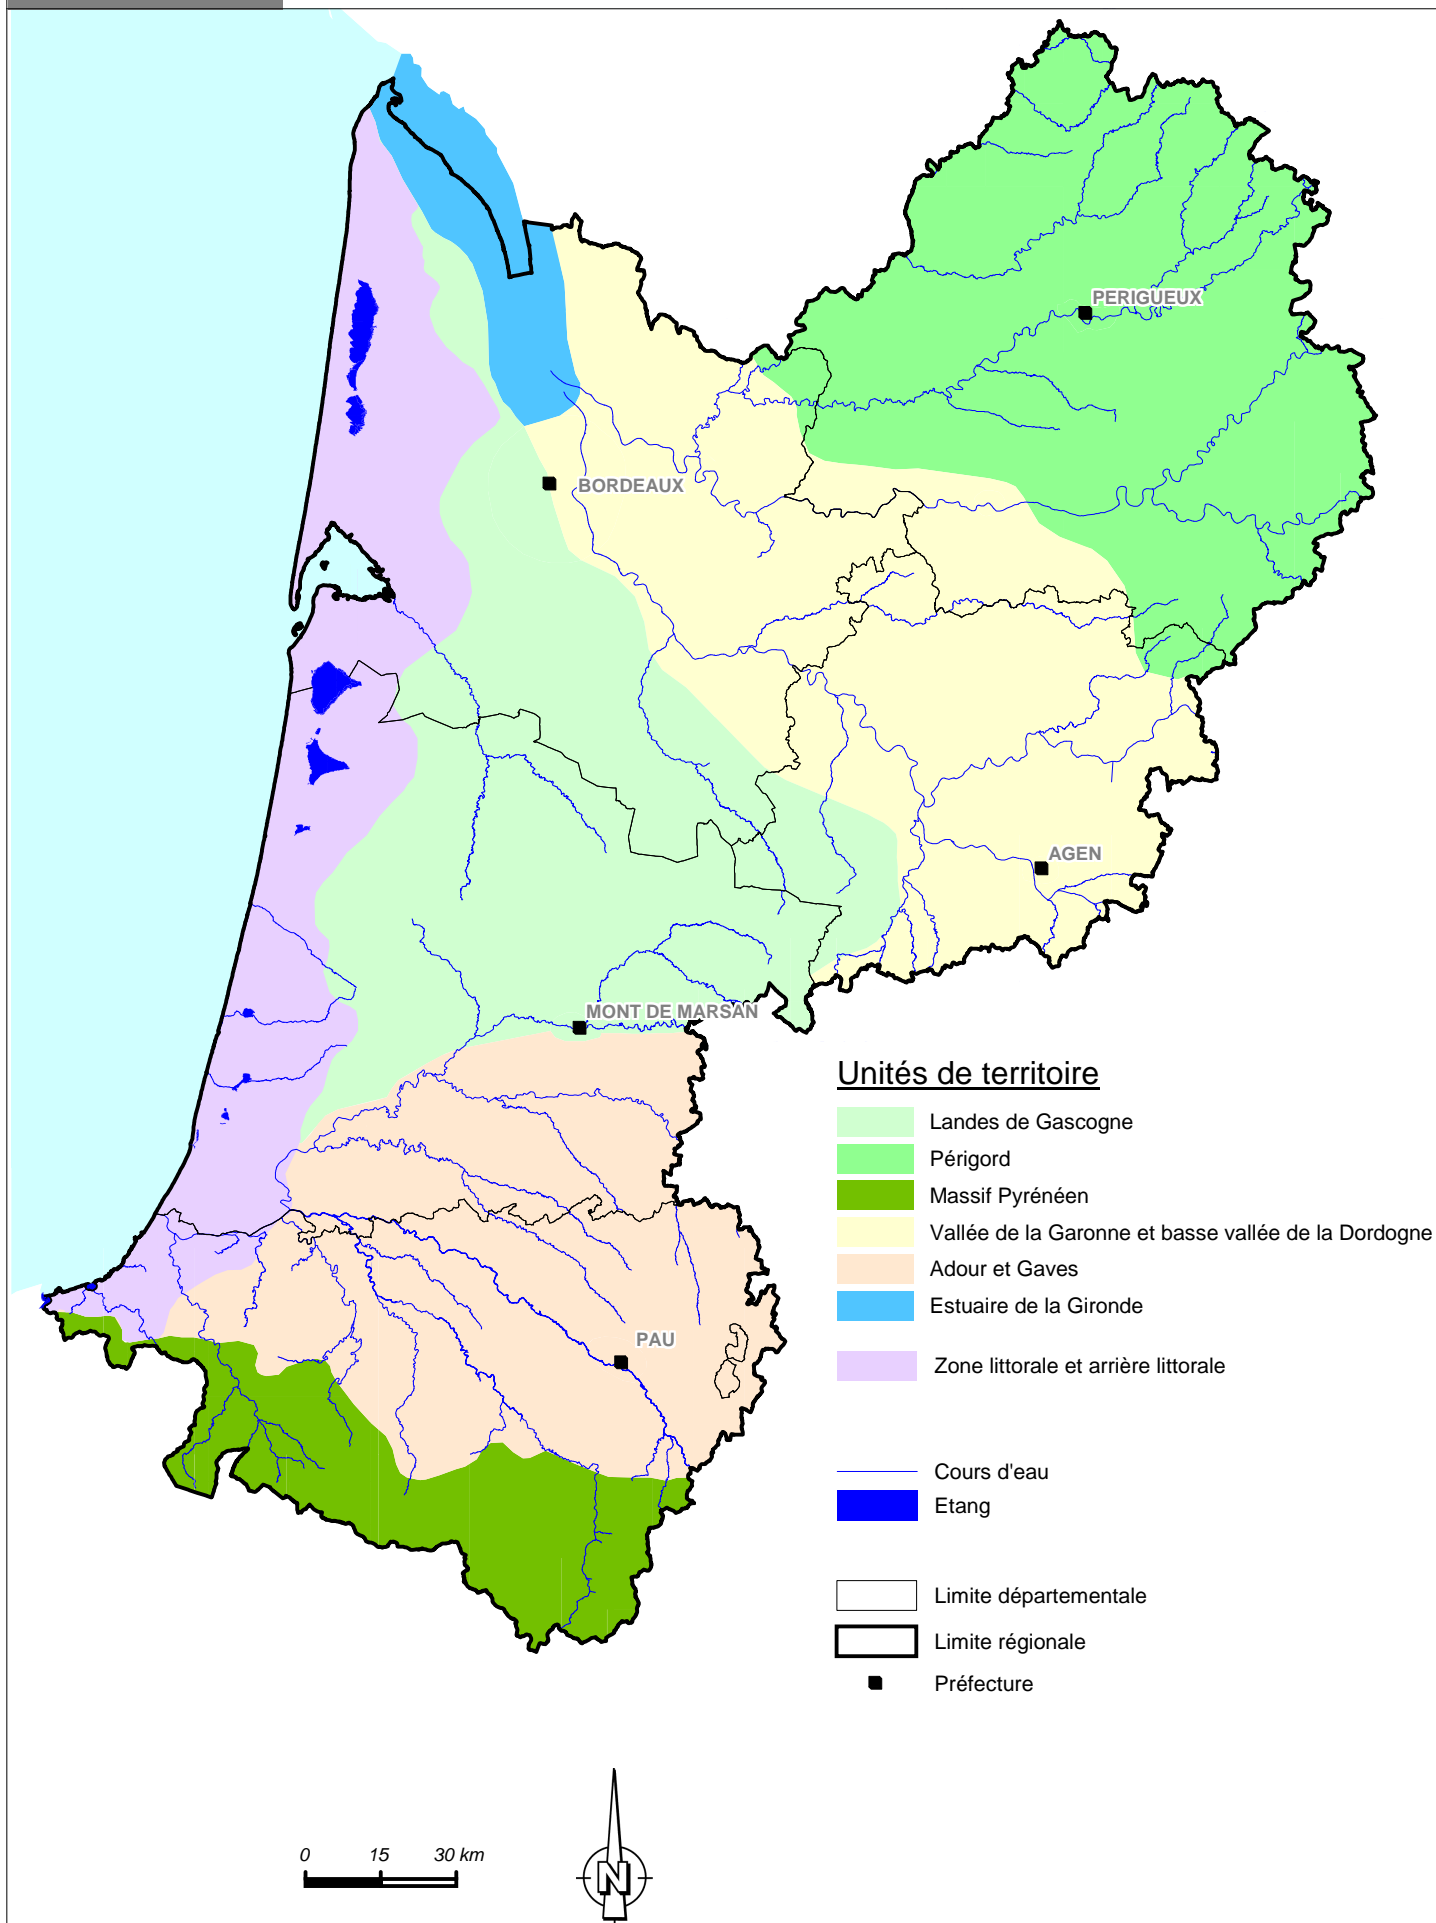 PERIGUEUX
BORDEAUX
AGEN
MONT DE MARSAN
PAU
Unités de territoire
Landes de Gascogne
Périgord
Massif Pyrénéen
Vallée de la Garonne et basse vallée de la Dordogne
Adour et Gaves
Estuaire de la Gironde
Zone littorale et arrière littorale
Cours d'eau
Etang
Limite départementale
Limite régionale
Préfecture
0 15 30 km
N